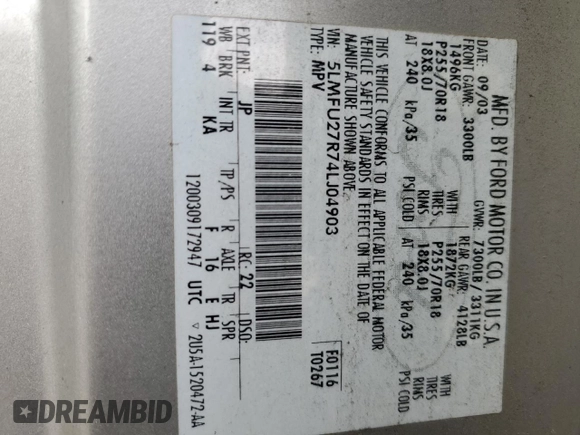 MFD. BY FORD MOTOR CO. IN U.S.A.
DATE: 09/03 GVWR: 7300LB/ 3311KG
FRONT GAWR: 3300LB REAR GAWR: 4128LB
1496KG WITH 1872KG WITH
P255/70R18 TIRES P255/70R18 TIRES
18X8.0J RIMS 18X8.0J RIMS
AT 240 kPa/35 PSI COLD AT 240 kPa/35 PSI COLD
THIS VEHICLE CONFORMS TO ALL APPLICABLE FEDERAL MOTOR
VEHICLE SAFETY STANDARDS IN EFFECT ON THE DATE OF
MANUFACTURE SHOWN ABOVE.
VIN: 5LMFU27R74LJ04903 F0116
TYPE: MPV T0267
EXT PNT: JP RC: 22 DSO:
WB BRK INT TR TP/PS R AXLE TR SPR
119 4 KA F 16 E HJ
1200309172947 UTC ▽ 2U5A-1520472-AA
DREAMBID